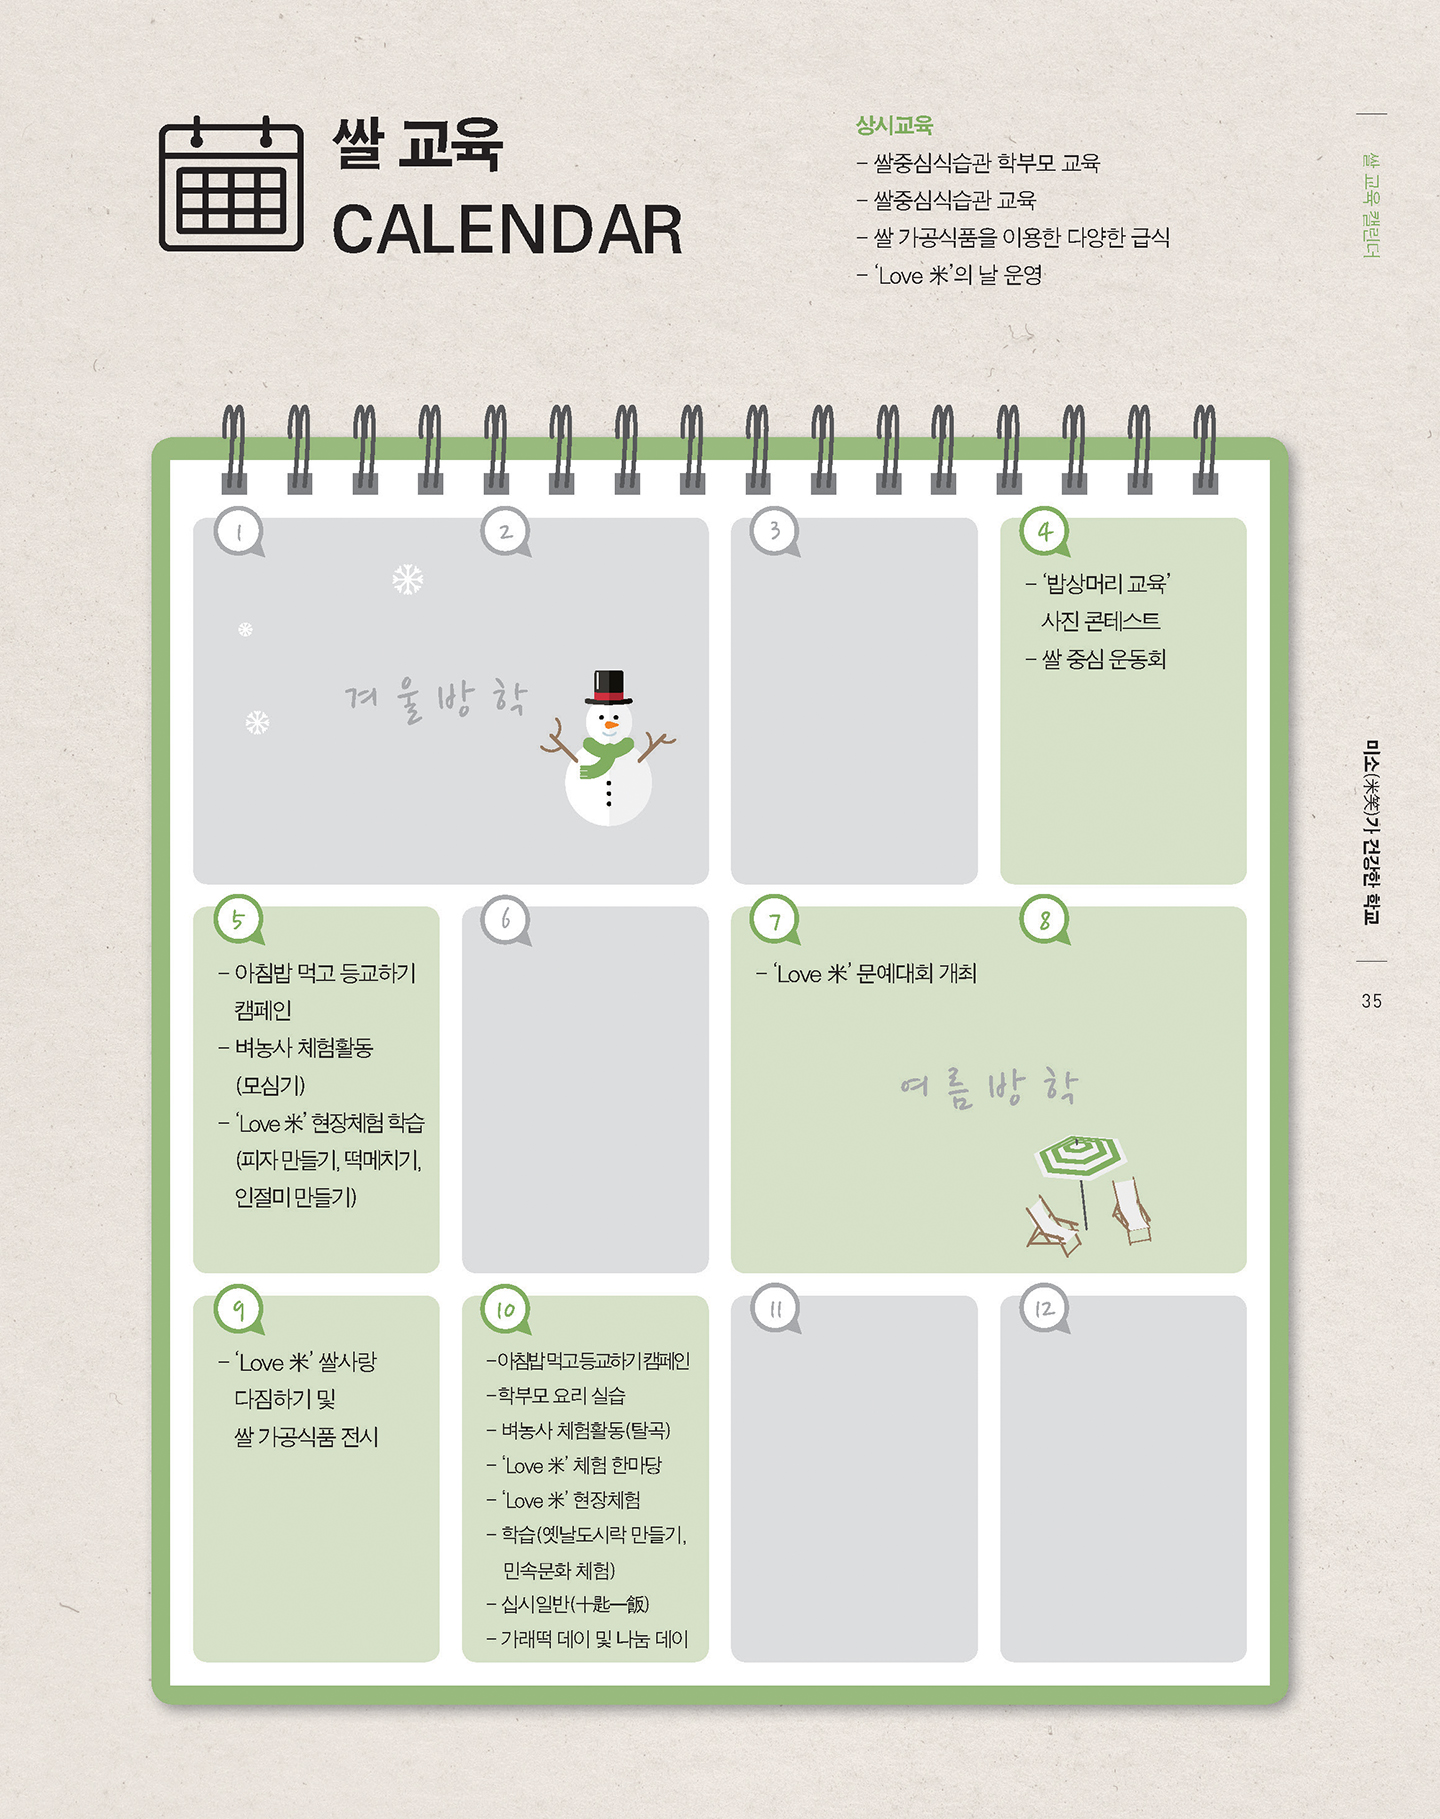 쌀 교육
CALENDAR
상시교육
- 쌀중심식습관 학부모 교육
- 쌀중심식습관 교육
- 쌀 가공식품을 이용한 다양한 급식
- ‘Love 米’의 날 운영
쌀 교육 캘린더
미소(米笑)가 건강한 학교
35
1
2
겨울방학
3
4
- ‘밥상머리 교육’
사진 콘테스트
- 쌀 중심 운동회
5
- 아침밥 먹고 등교하기
캠페인
- 벼농사 체험활동
(모심기)
- ‘Love 米’ 현장체험 학습
(피자 만들기, 떡메치기,
인절미 만들기)
6
7
8
- ‘Love 米’ 문예대회 개최
여름방학
9
- ‘Love 米’ 쌀사랑
다짐하기 및
쌀 가공식품 전시
10
-아침밥 먹고 등교하기 캠페인
-학부모 요리 실습
- 벼농사 체험활동(탈곡)
- ‘Love 米’ 체험 한마당
- ‘Love 米’ 현장체험
- 학습(옛날도시락 만들기,
민속문화 체험)
- 십시일반(十匙一飯)
- 가래떡 데이 및 나눔 데이
11
12